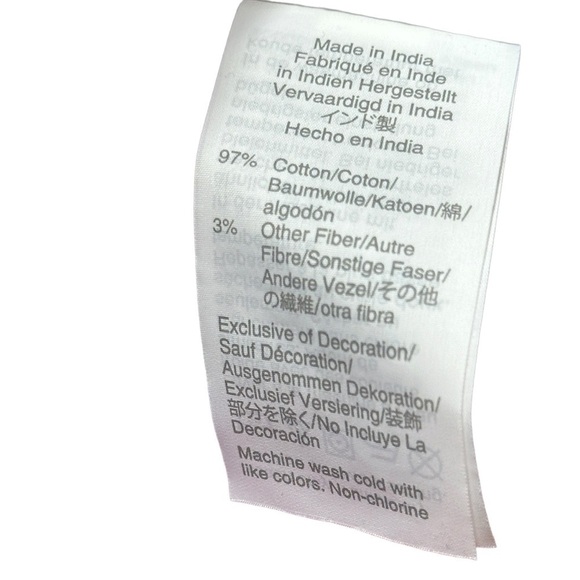 Made in India
Fabriqué en Inde
in Indien Hergestellt
Vervaardigd in India
インド製
Hecho en India
97% Cotton/Coton/
Baumwolle/Katoen/綿/
algodón
3% Other Fiber/Autre
Fibre/Sonstige Faser/
Andere Vezel/その他
の繊維/otra fibra
Exclusive of Decoration/
Sauf Décoration/
Ausgenommen Dekoration/
Exclusief Versiering/装飾
部分を除く/No Incluye La
Decoración
Machine wash cold with
like colors. Non-chlorine